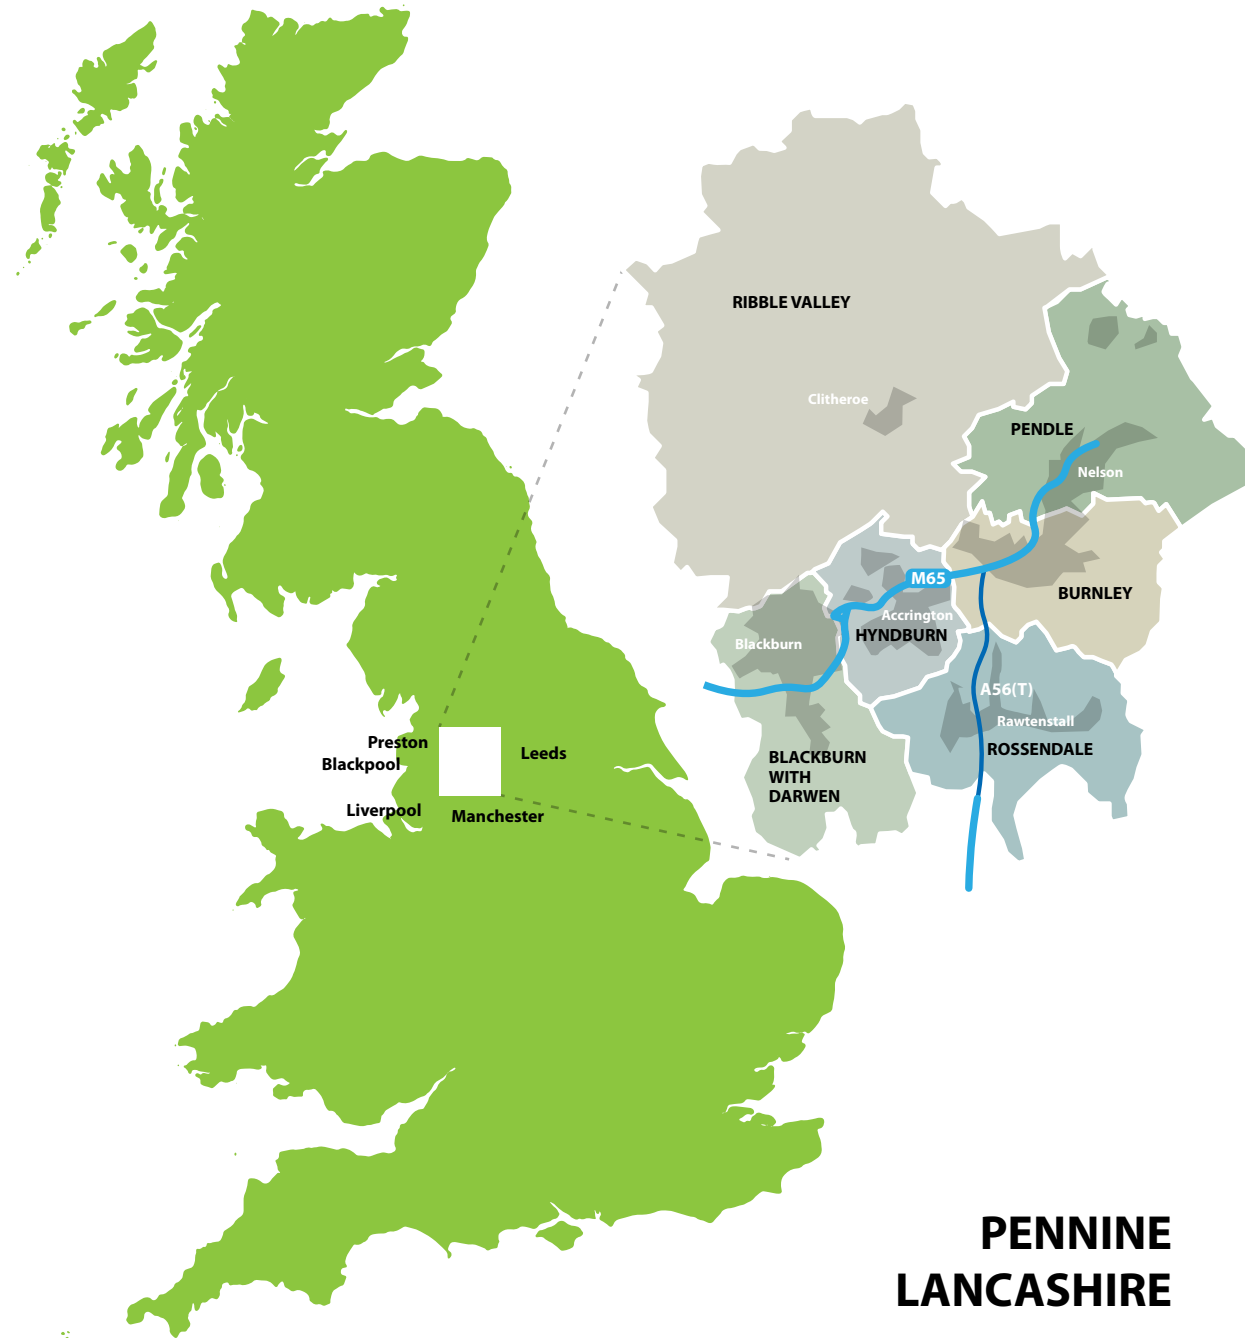 RIBBLE VALLEY
Clitheroe
PENDLE
Nelson
M65
BURNLEY
Accrington
HYNDBURN
Blackburn
A56(T)
Rawtenstall
ROSSENDALE
BLACKBURN
WITH
DARWEN
Preston
Blackpool
Leeds
Liverpool
Manchester
PENNINE
LANCASHIRE